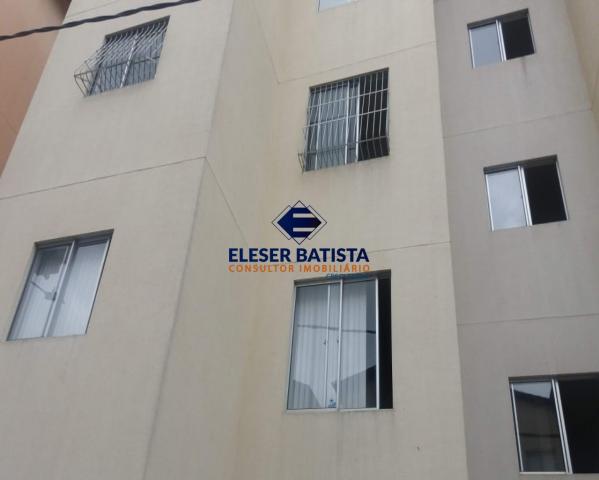 ELESER BATISTA
CONSULTOR IMOBILIÁRIO